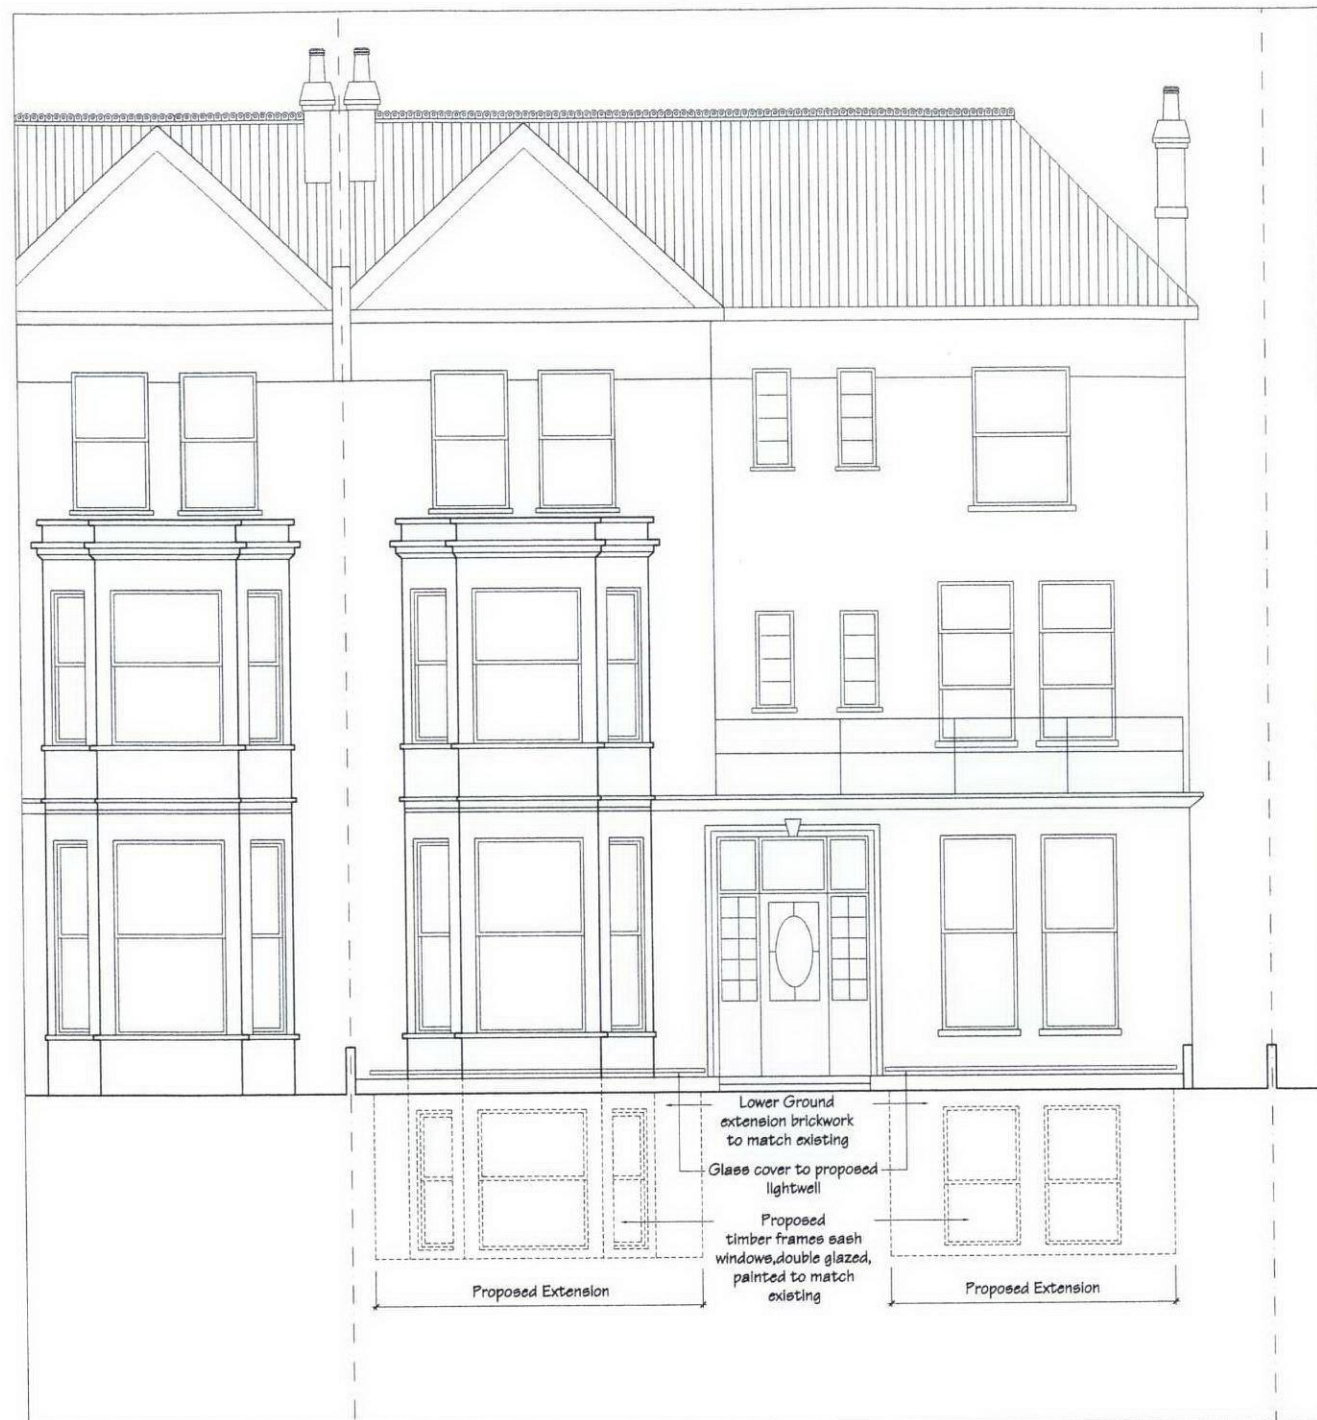 Lower Ground
extension brickwork
to match existing
Glass cover to proposed
lightwell
Proposed
timber frames sash
windows,double glazed,
painted to match
existing
Proposed Extension
Proposed Extension